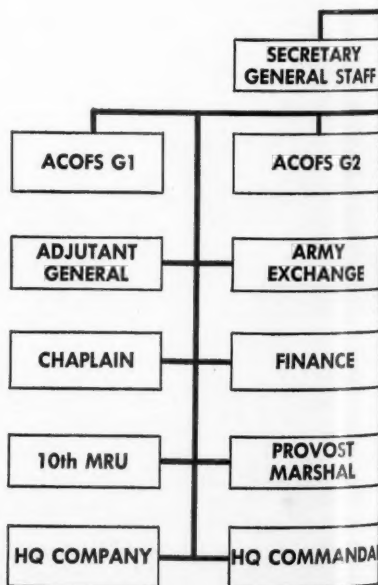 SECRETARY
GENERAL STAFF
ACOFS G1
ACOFS G2
ADJUTANT
GENERAL
ARMY
EXCHANGE
CHAPLAIN
FINANCE
10th MRU
PROVOST
MARSHAL
HQ COMPANY
HQ COMMANDAN